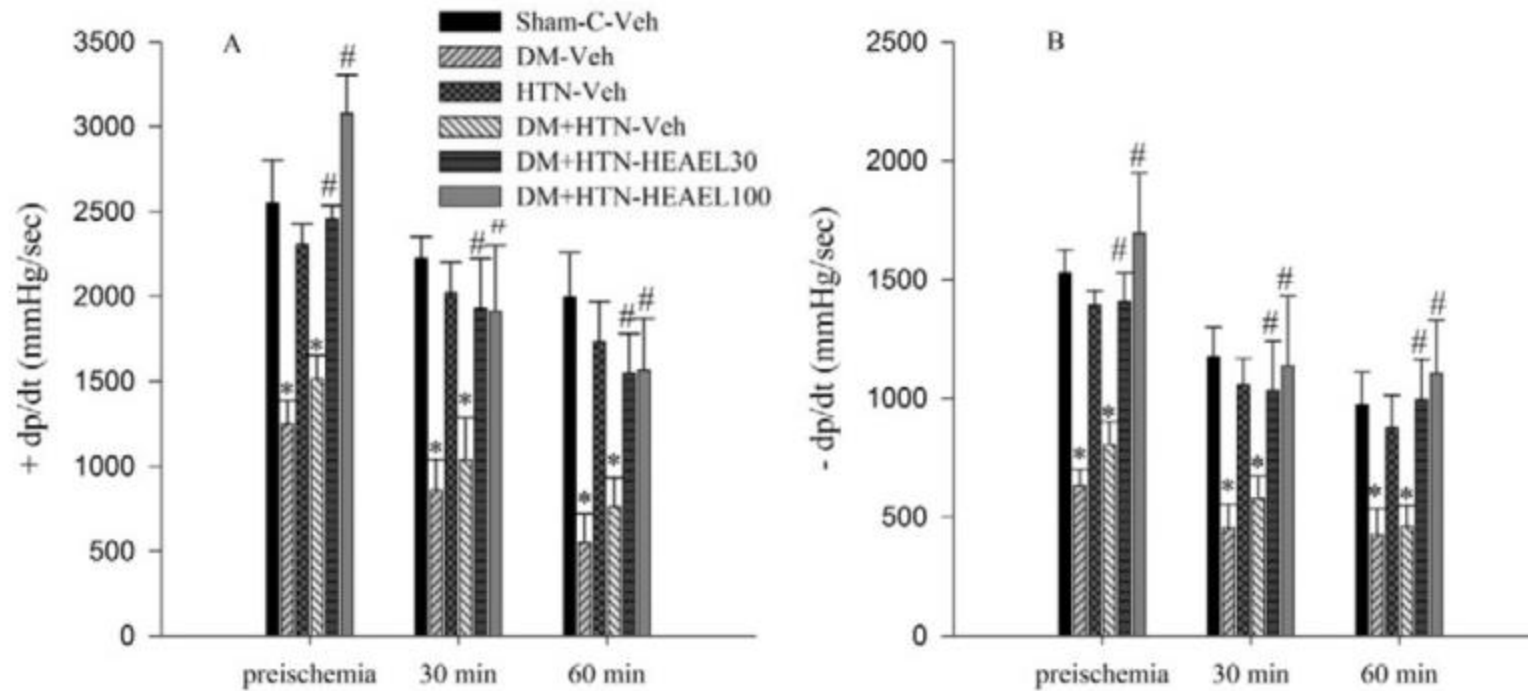 A
Sham-C-Veh
DM-Veh
HTN-Veh
DM+HTN-Veh
DM+HTN-HEAEL30
DM+HTN-HEAEL100
+ dp/dt (mmHg/sec)
3500
3000
2500
2000
1500
1000
500
0
# # #
* *
# #
* *
# #
* *
preischemia 30 min 60 min
B
- dp/dt (mmHg/sec)
2500
2000
1500
1000
500
0
# #
* *
# #
* *
# #
* *
preischemia 30 min 60 min